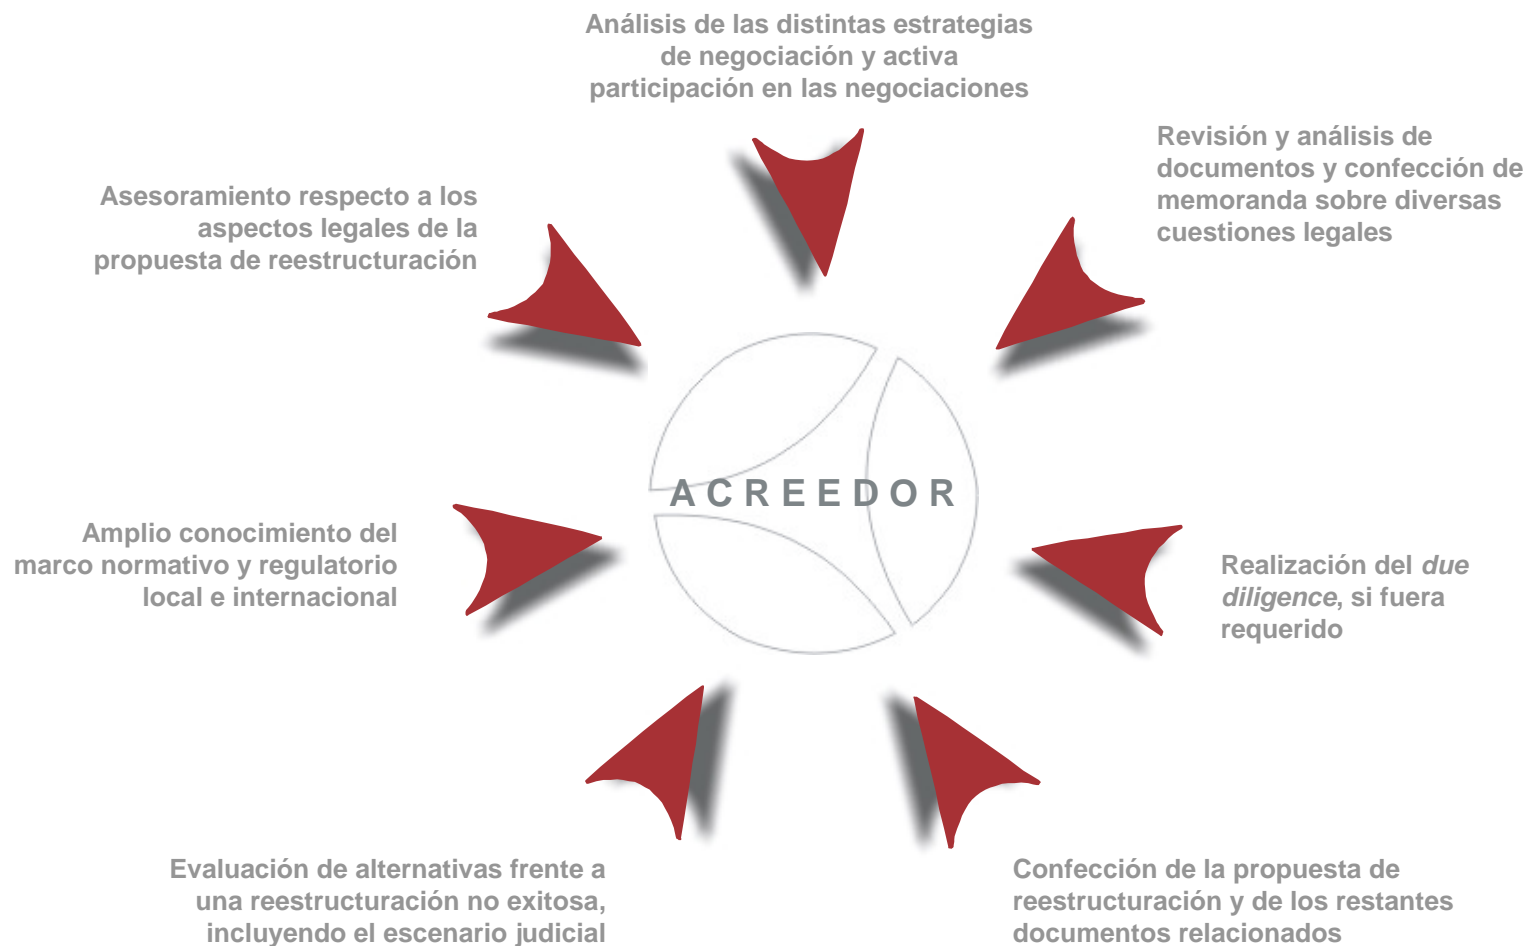 Análisis de las distintas estrategias
de negociación y activa
participación en las negociaciones
Revisión y análisis de
documentos y confección de
memoranda sobre diversas
cuestiones legales
Asesoramiento respecto a los
aspectos legales de la
propuesta de reestructuración
ACREEDOR
Amplio conocimiento del
marco normativo y regulatorio
local e internacional
Realización del due
diligence, si fuera
requerido
Evaluación de alternativas frente a
una reestructuración no exitosa,
incluyendo el escenario judicial
Confección de la propuesta de
reestructuración y de los restantes
documentos relacionados